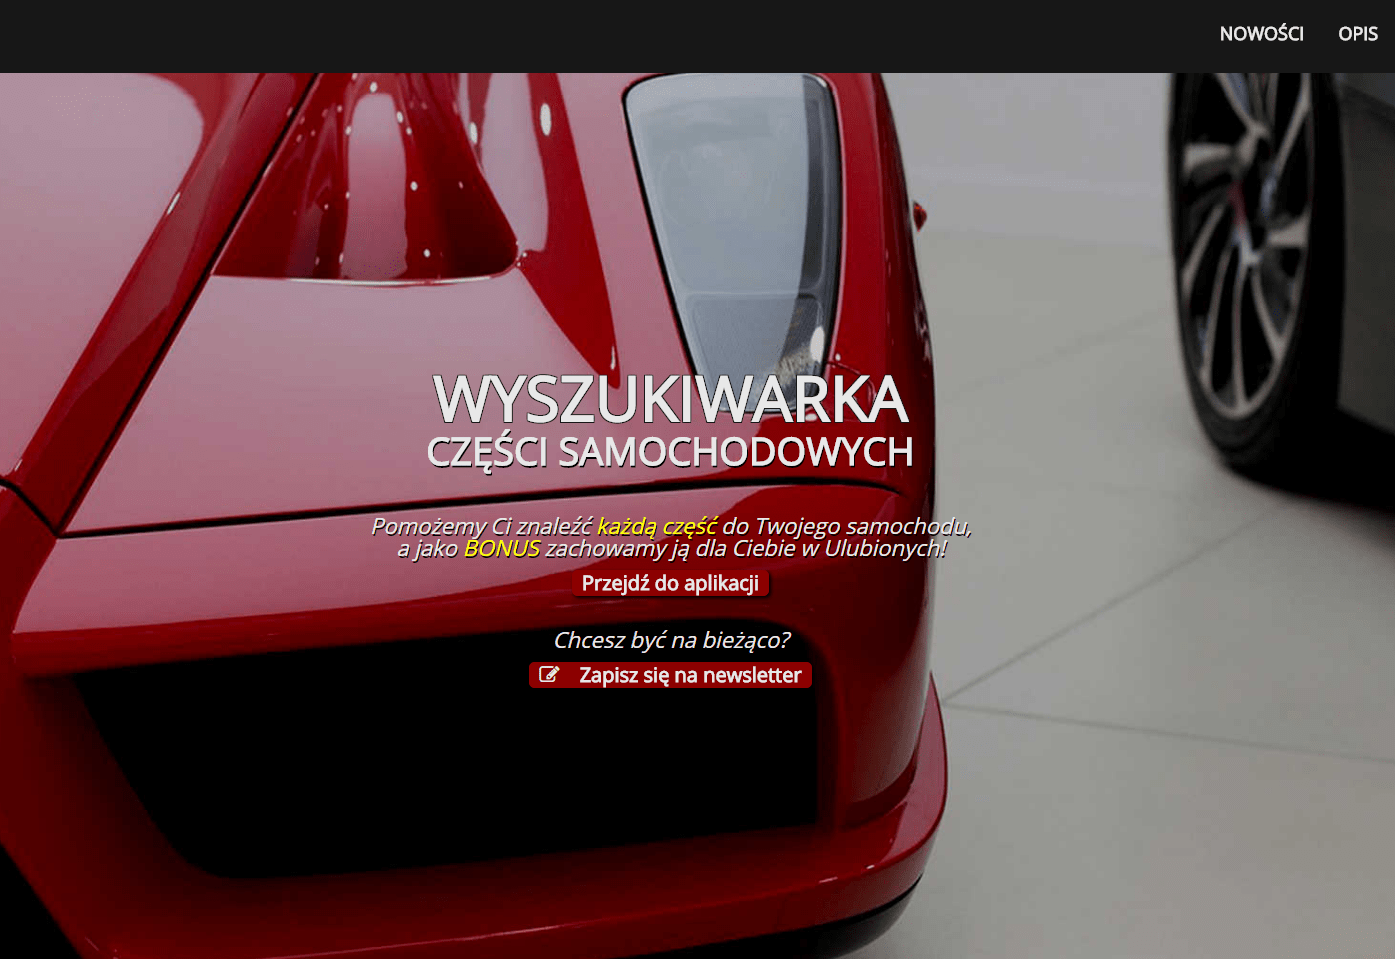 NOWOŚCI OPIS
WYSZUKIWARKA
CZĘŚCI SAMOCHODOWYCH
Pomożemy Ci znaleźć każdą część do Twojego samochodu,
a jako BONUS zachowamy ją dla Ciebie w Ulubionych!
Przejdź do aplikacji
Chcesz być na bieżąco?
Zapisz się na newsletter